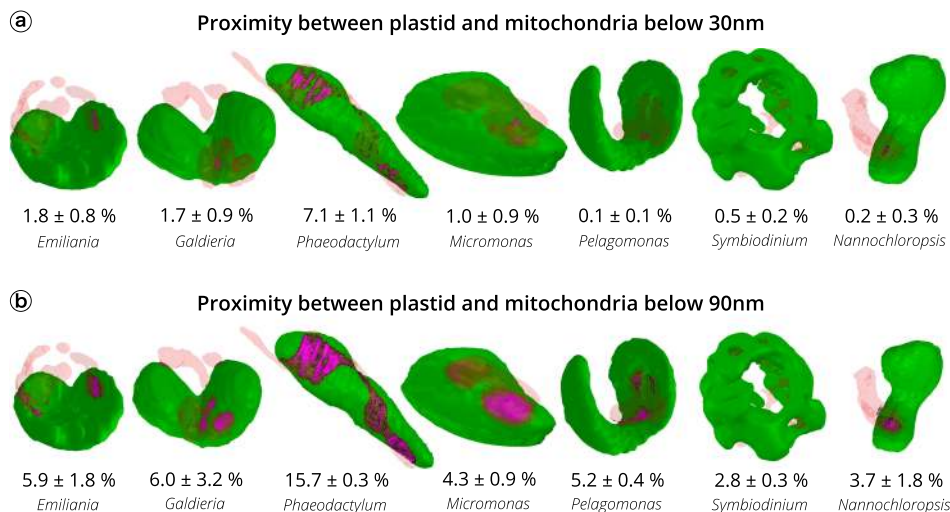 ⓐ Proximity between plastid and mitochondria below 30nm
1.8 ± 0.8 % 1.7 ± 0.9 % 7.1 ± 1.1 % 1.0 ± 0.9 % 0.1 ± 0.1 % 0.5 ± 0.2 % 0.2 ± 0.3 %
Emiliania Galdieria Phaeodactylum Micromonas Pelagomonas Symbiodinium Nannochloropsis
ⓑ Proximity between plastid and mitochondria below 90nm
5.9 ± 1.8 % 6.0 ± 3.2 % 15.7 ± 0.3 % 4.3 ± 0.9 % 5.2 ± 0.4 % 2.8 ± 0.3 % 3.7 ± 1.8 %
Emiliania Galdieria Phaeodactylum Micromonas Pelagomonas Symbiodinium Nannochloropsis